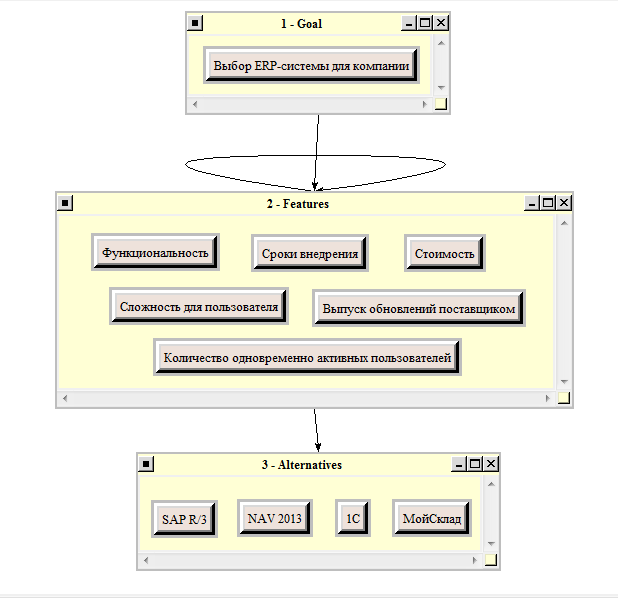 1 - Goal
Выбор ERP-системы для компании
2 - Features
Функциональность
Сроки внедрения
Стоимость
Сложность для пользователя
Выпуск обновлений поставщиком
Количество одновременно активных пользователей
3 - Alternatives
SAP R/3
NAV 2013
1С
МойСклад